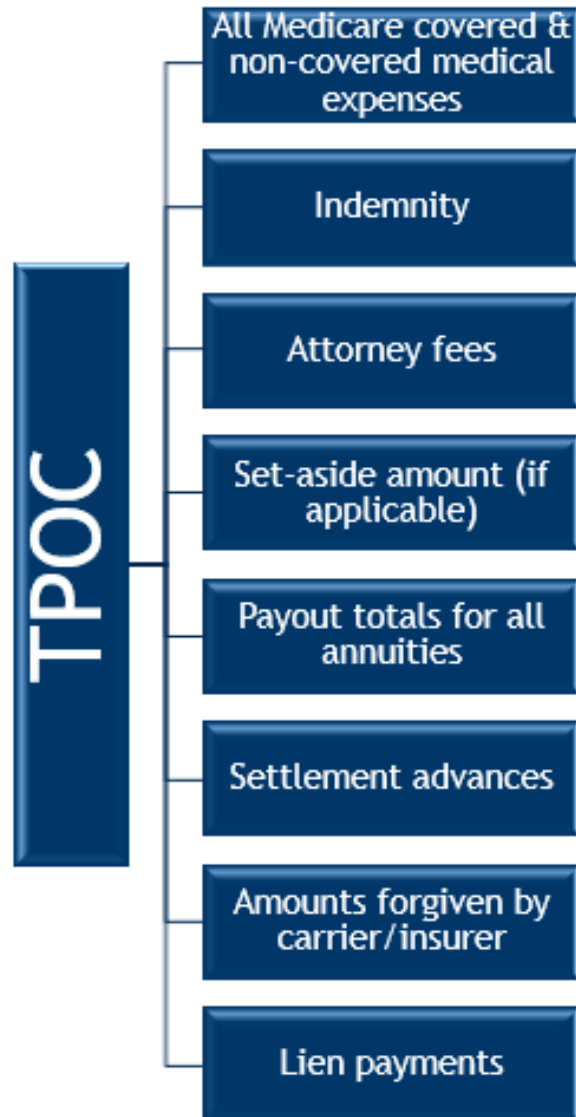 TPOC
All Medicare covered &
non-covered medical
expenses
Indemnity
Attorney fees
Set-aside amount (if
applicable)
Payout totals for all
annuities
Settlement advances
Amounts forgiven by
carrier/insurer
Lien payments